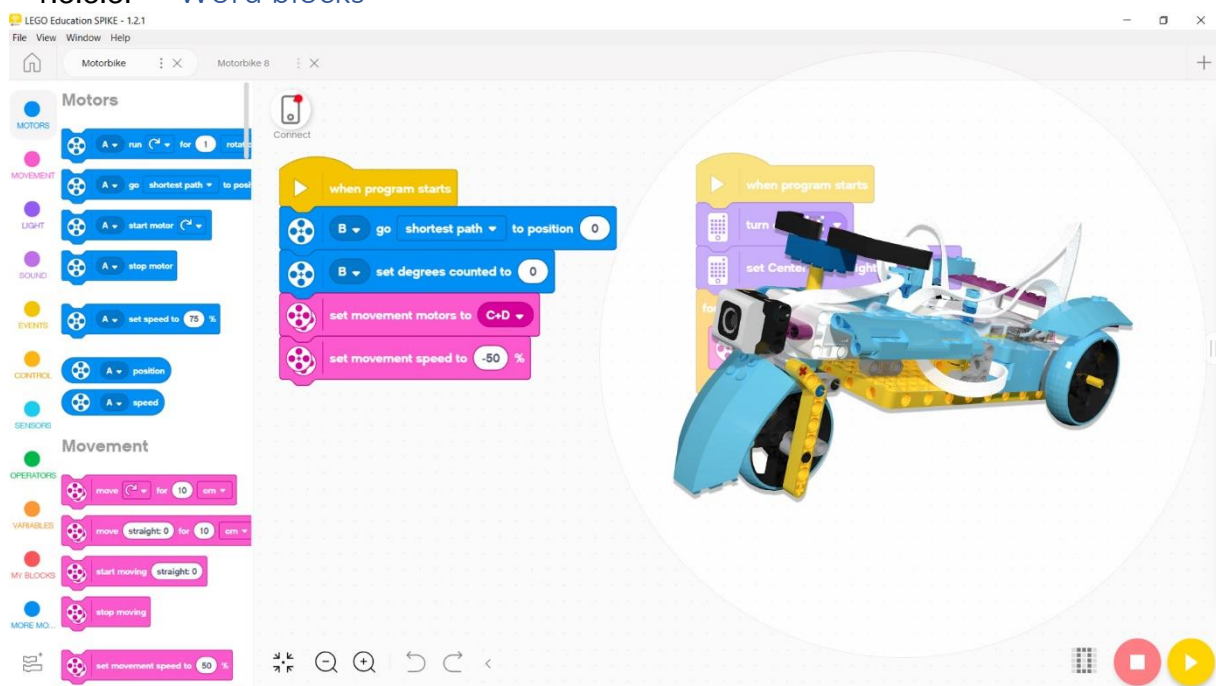 Word blocks
LEGO Education SPIKE - 1.2.1
File View Window Help
Motorbike
Motorbike 8
Connect
MOTORS
MOVEMENT
LIGHT
SOUND
EVENTS
CONTROL
SENSORS
OPERATORS
VARIABLES
MY BLOCKS
MORE MO...
Motors
A run for 1
A go shortest path to
A start motor
A stop motor
A set speed to 75 %
A position
A speed
Movement
move for 10 cm
move straight: 0 for 10 cm
start moving straight: 0
stop moving
set movement speed to 50 %
when program starts
B go shortest path to position 0
B set degrees counted to 0
set movement motors to C+D
set movement speed to -50 %
when program starts
turn
set